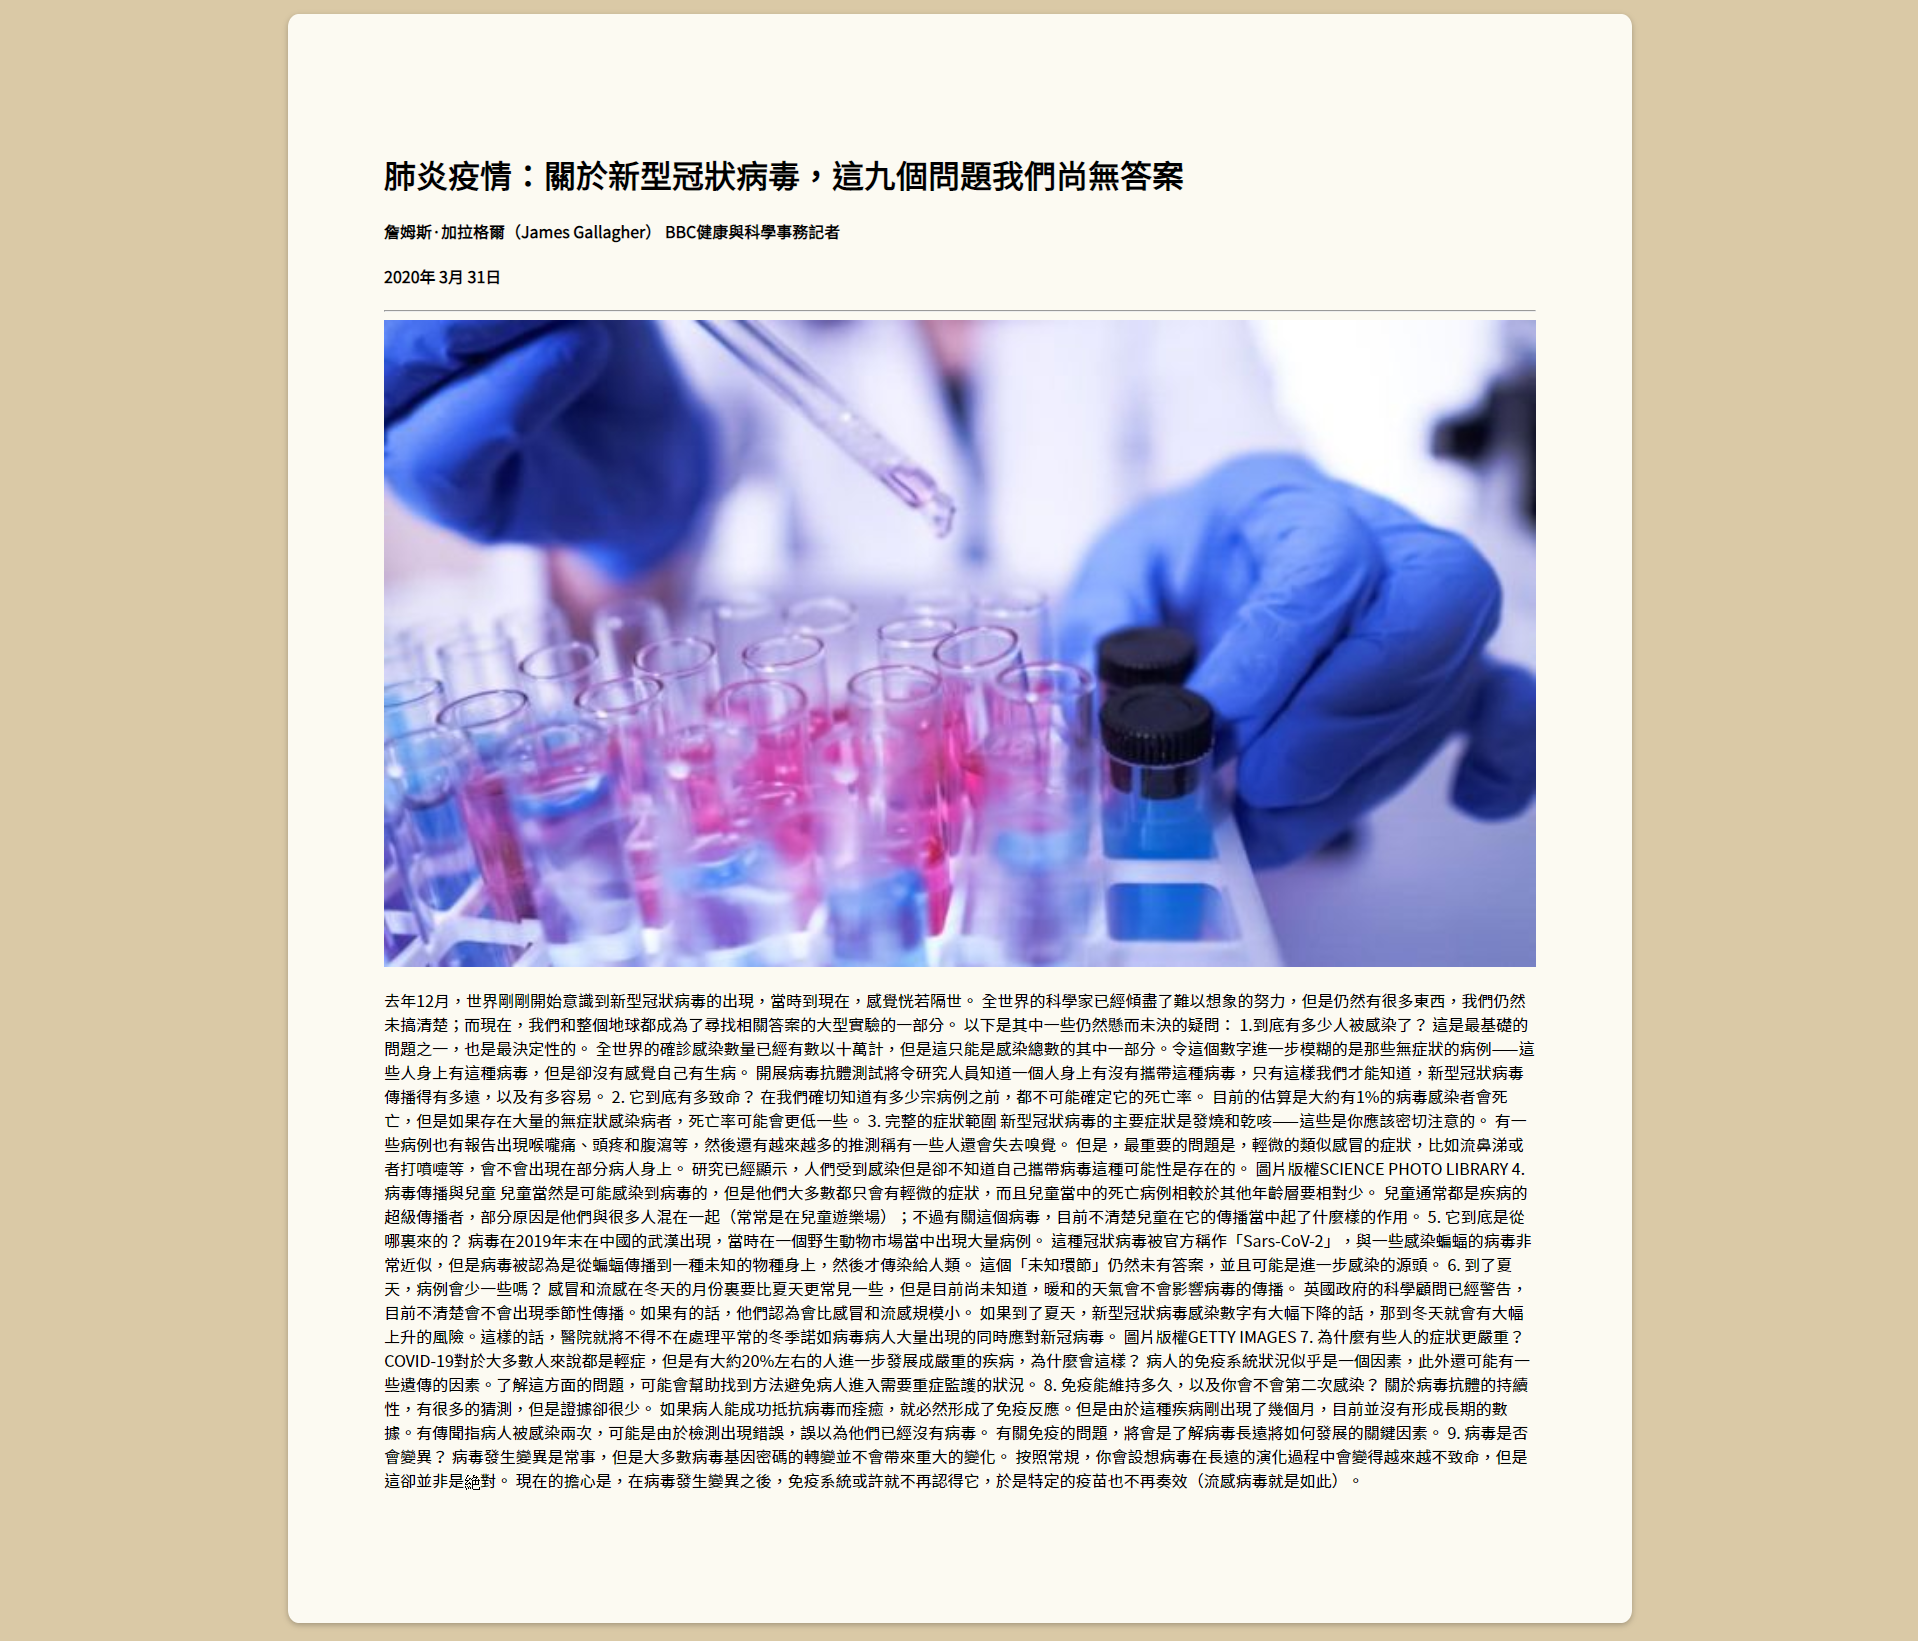 肺炎疫情：關於新型冠狀病毒，這九個問題我們尚無答案
詹姆斯·加拉格爾（James Gallagher） BBC健康與科學事務記者
2020年 3月 31日
去年12月，世界剛剛開始意識到新型冠狀病毒的出現，當時到現在，感覺恍若隔世。 全世界的科學家已經傾盡了難以想象的努力，但是仍然有很多東西，我們仍然
未搞清楚；而現在，我們和整個地球都成為了尋找相關答案的大型實驗的一部分。 以下是其中一些仍然懸而未決的疑問： 1.到底有多少人被感染了？ 這是最基礎的
問題之一，也是最決定性的。 全世界的確診感染數量已經有數以十萬計，但是這只能是感染總數的其中一部分。令這個數字進一步模糊的是那些無症狀的病例——這
些人身上有這種病毒，但是卻沒有感覺自己有生病。 開展病毒抗體測試將令研究人員知道一個人身上有沒有攜帶這種病毒，只有這樣我們才能知道，新型冠狀病毒
傳播得有多遠，以及有多容易。 2. 它到底有多致命？ 在我們確切知道有多少宗病例之前，都不可能確定它的死亡率。 目前的估算是大約有1%的病毒感染者會死
亡，但是如果存在大量的無症狀感染病者，死亡率可能會更低一些。 3. 完整的症狀範圍 新型冠狀病毒的主要症狀是發燒和乾咳——這些是你應該密切注意的。 有一
些病例也有報告出現喉嚨痛、頭疼和腹瀉等，然後還有越來越多的推測稱有一些人還會失去嗅覺。 但是，最重要的問題是，輕微的類似感冒的症狀，比如流鼻涕或
者打噴嚏等，會不會出現在部分病人身上。 研究已經顯示，人們受到感染但是卻不知道自己攜帶病毒這種可能性是存在的。 圖片版權SCIENCE PHOTO LIBRARY 4.
病毒傳播與兒童 兒童當然是可能感染到病毒的，但是他們大多數都只會有輕微的症狀，而且兒童當中的死亡病例相較於其他年齡層要相對少。 兒童通常都是疾病的
超級傳播者，部分原因是他們與很多人混在一起（常常是在兒童遊樂場）；不過有關這個病毒，目前不清楚兒童在它的傳播當中起了什麼樣的作用。 5. 它到底是從
哪裏來的？ 病毒在2019年末在中國的武漢出現，當時在一個野生動物市場當中出現大量病例。 這種冠狀病毒被官方稱作「Sars-CoV-2」，與一些感染蝙蝠的病毒非
常近似，但是病毒被認為是從蝙蝠傳播到一種未知的物種身上，然後才傳染給人類。 這個「未知環節」仍然未有答案，並且可能是進一步感染的源頭。 6. 到了夏
天，病例會少一些嗎？ 感冒和流感在冬天的月份裏要比夏天更常見一些，但是目前尚未知道，暖和的天氣會不會影響病毒的傳播。 英國政府的科學顧問已經警告，
目前不清楚會不會出現季節性傳播。如果有的話，他們認為會比感冒和流感規模小。 如果到了夏天，新型冠狀病毒感染數字有大幅下降的話，那到冬天就會有大幅
上升的風險。這樣的話，醫院就將不得不在處理平常的冬季諾如病毒病人大量出現的同時應對新冠病毒。 圖片版權GETTY IMAGES 7. 為什麼有些人的症狀更嚴重？
COVID-19對於大多數人來說都是輕症，但是有大約20%左右的人進一步發展成嚴重的疾病，為什麼會這樣？ 病人的免疫系統狀況似乎是一個因素，此外還可能有一
些遺傳的因素。了解這方面的問題，可能會幫助找到方法避免病人進入需要重症監護的狀況。 8. 免疫能維持多久，以及你會不會第二次感染？ 關於病毒抗體的持續
性，有很多的猜測，但是證據卻很少。 如果病人能成功抵抗病毒而痊癒，就必然形成了免疫反應。但是由於這種疾病剛出現了幾個月，目前並沒有形成長期的數
據。有傳聞指病人被感染兩次，可能是由於檢測出現錯誤，誤以為他們已經沒有病毒。 有關免疫的問題，將會是了解病毒長遠將如何發展的關鍵因素。 9. 病毒是否
會變異？ 病毒發生變異是常事，但是大多數病毒基因密碼的轉變並不會帶來重大的變化。 按照常規，你會設想病毒在長遠的演化過程中會變得越來越不致命，但是
這卻並非是絕對。 現在的擔心是，在病毒發生變異之後，免疫系統或許就不再認得它，於是特定的疫苗也不再奏效（流感病毒就是如此）。